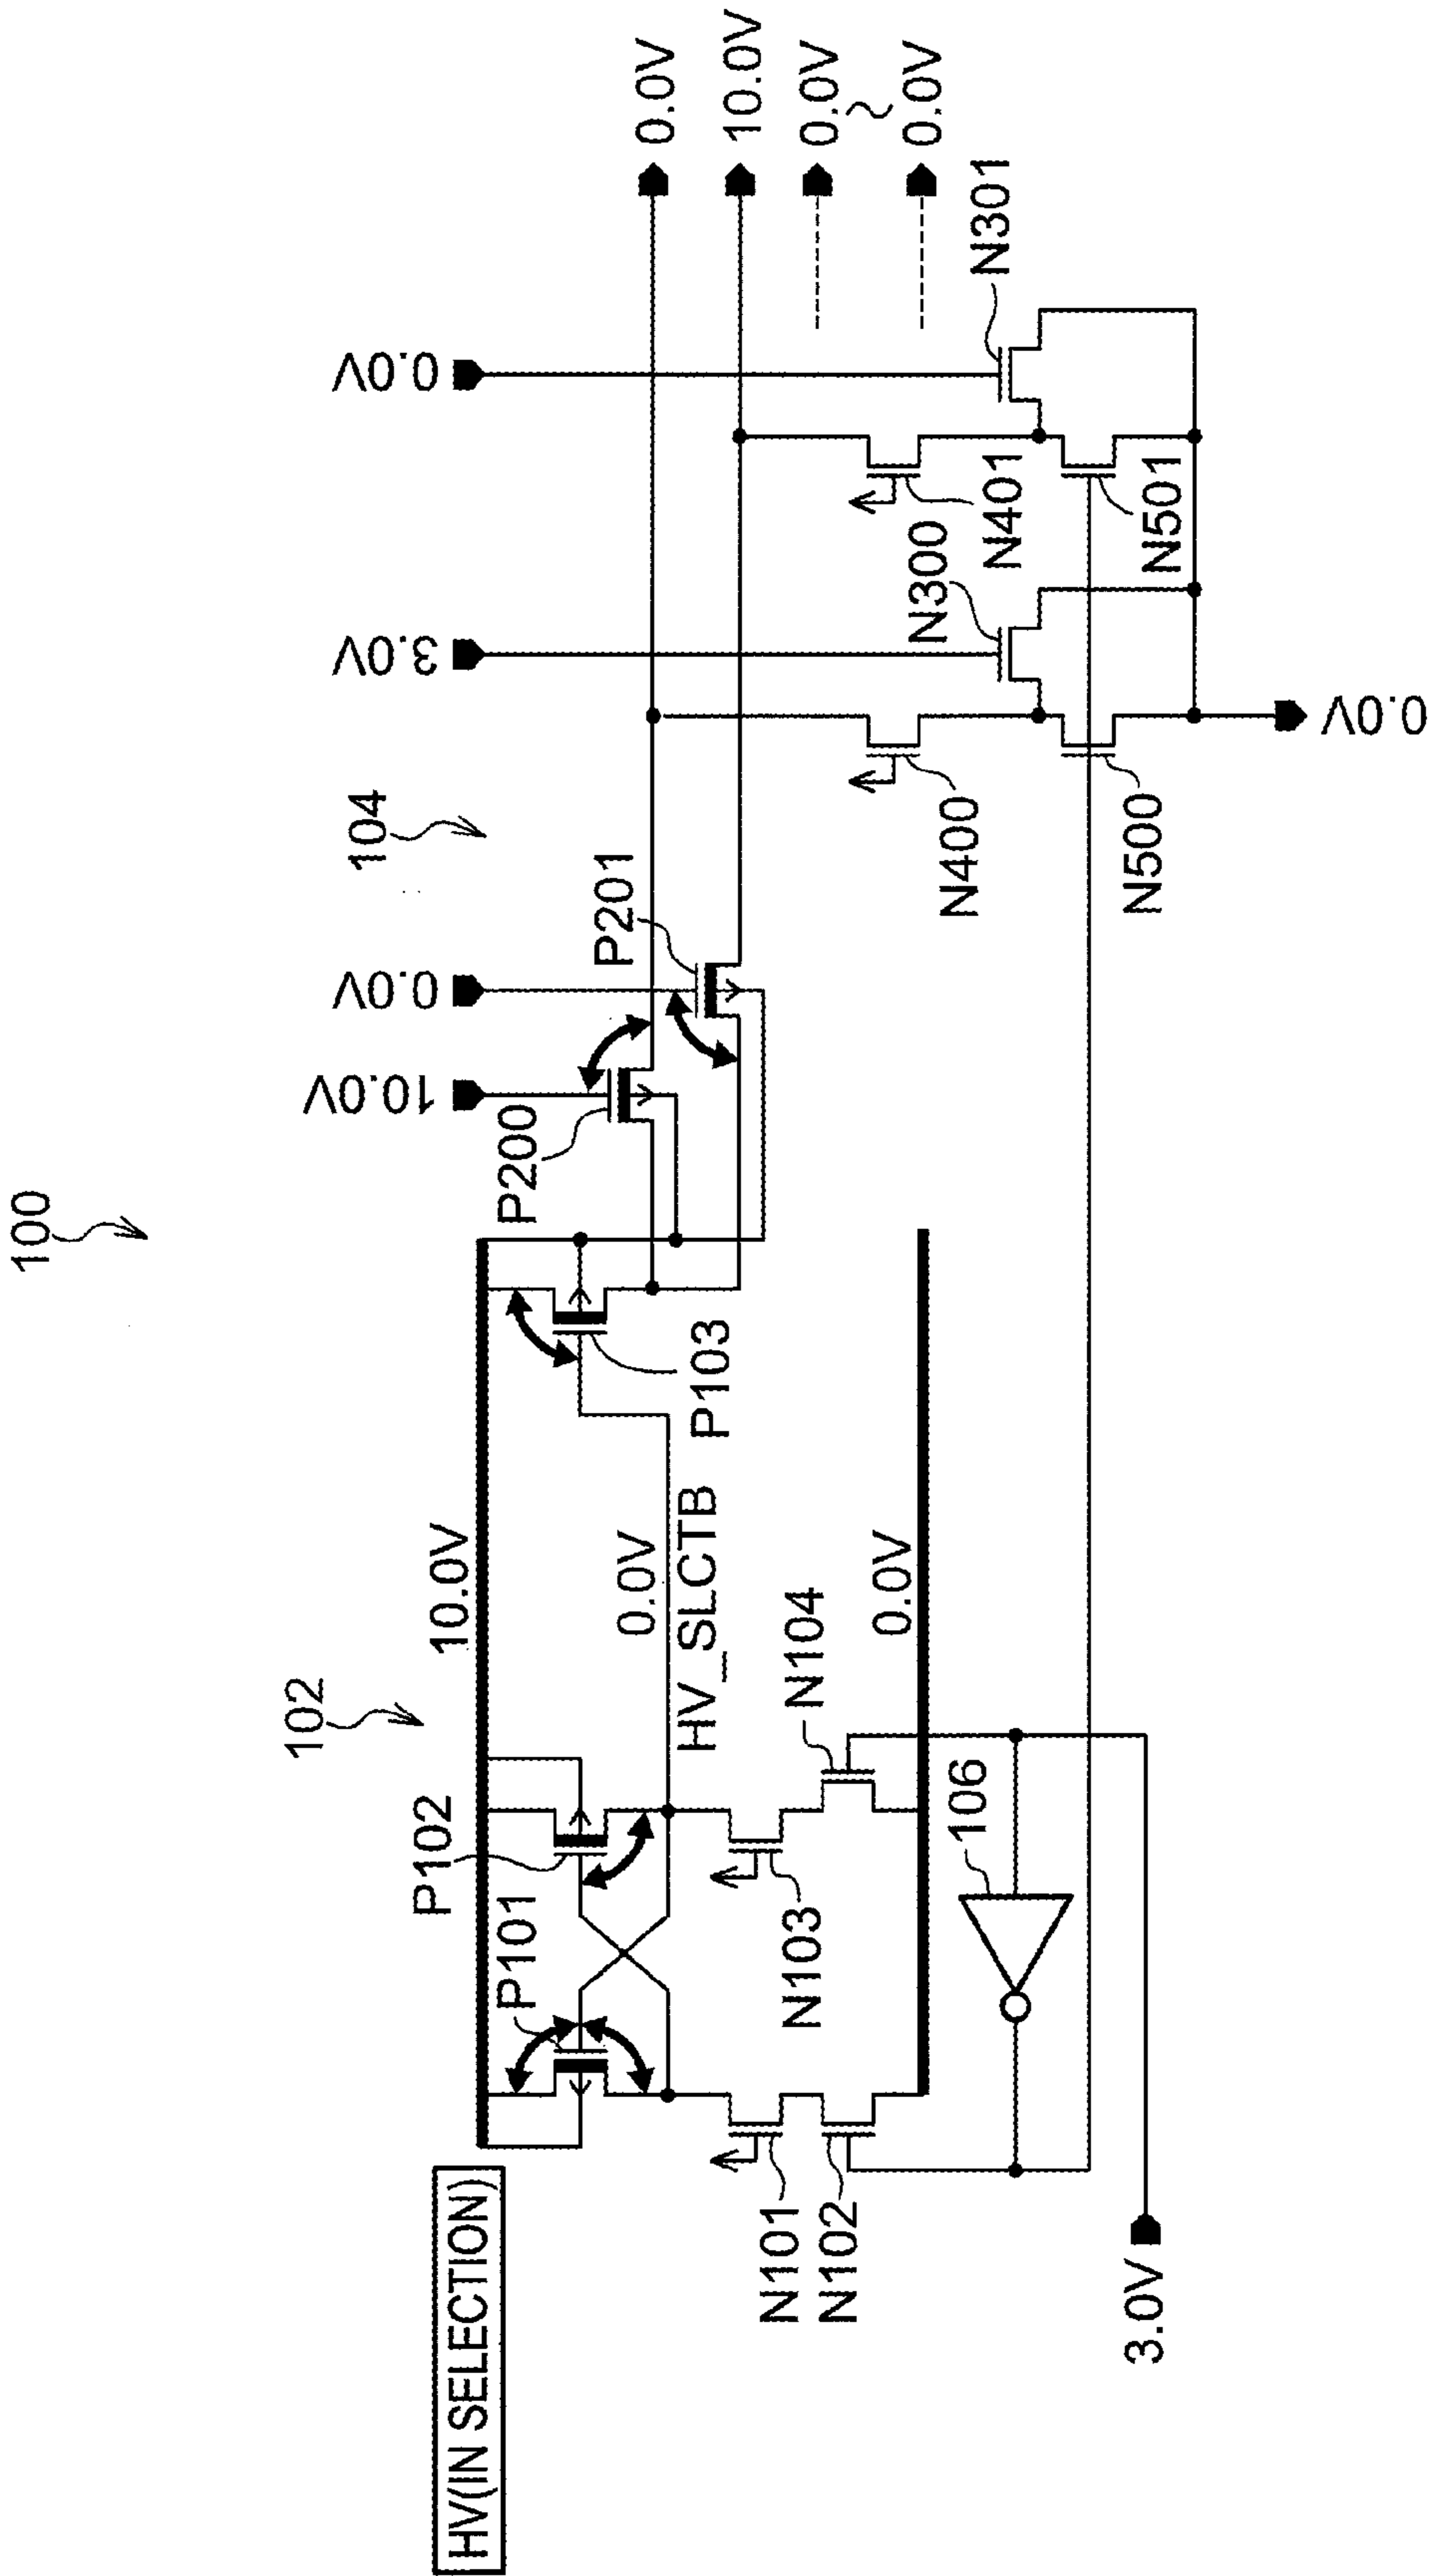 100
HV(IN SELECTION)
102
10.0V
P102
P101
0.0V
HV_SLCTB
P103
N101
N102
N103
N104
0.0V
106
3.0V
104
10.0V
0.0V
3.0V
0.0V
P200
P201
0.0V
10.0V
0.0V
~
0.0V
N400
N300
N401
N301
N500
N501
0.0V